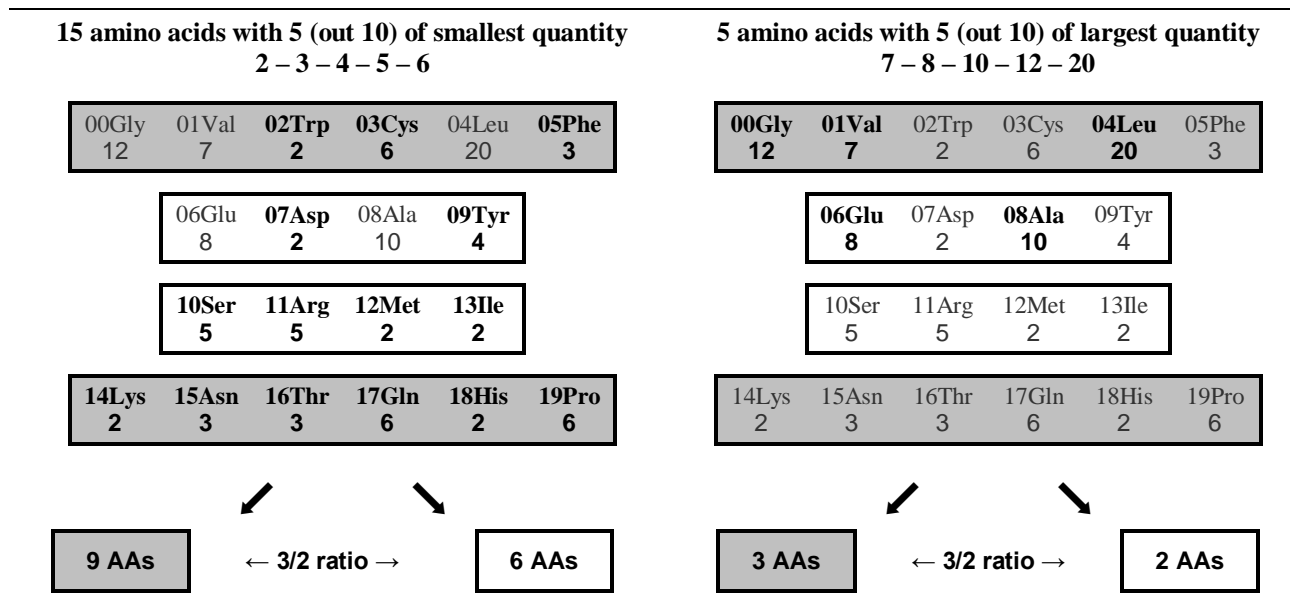 15 amino acids with 5 (out 10) of smallest quantity
2 – 3 – 4 – 5 – 6
00Gly 01Val 02Trp 03Cys 04Leu 05Phe
12 7 2 6 20 3
06Glu 07Asp 08Ala 09Tyr
8 2 10 4
10Ser 11Arg 12Met 13Ile
5 5 2 2
14Lys 15Asn 16Thr 17Gln 18His 19Pro
2 3 3 6 2 6
9 AAs ← 3/2 ratio → 6 AAs
5 amino acids with 5 (out 10) of largest quantity
7 – 8 – 10 – 12 – 20
00Gly 01Val 02Trp 03Cys 04Leu 05Phe
12 7 2 6 20 3
06Glu 07Asp 08Ala 09Tyr
8 2 10 4
10Ser 11Arg 12Met 13Ile
5 5 2 2
14Lys 15Asn 16Thr 17Gln 18His 19Pro
2 3 3 6 2 6
3 AAs ← 3/2 ratio → 2 AAs